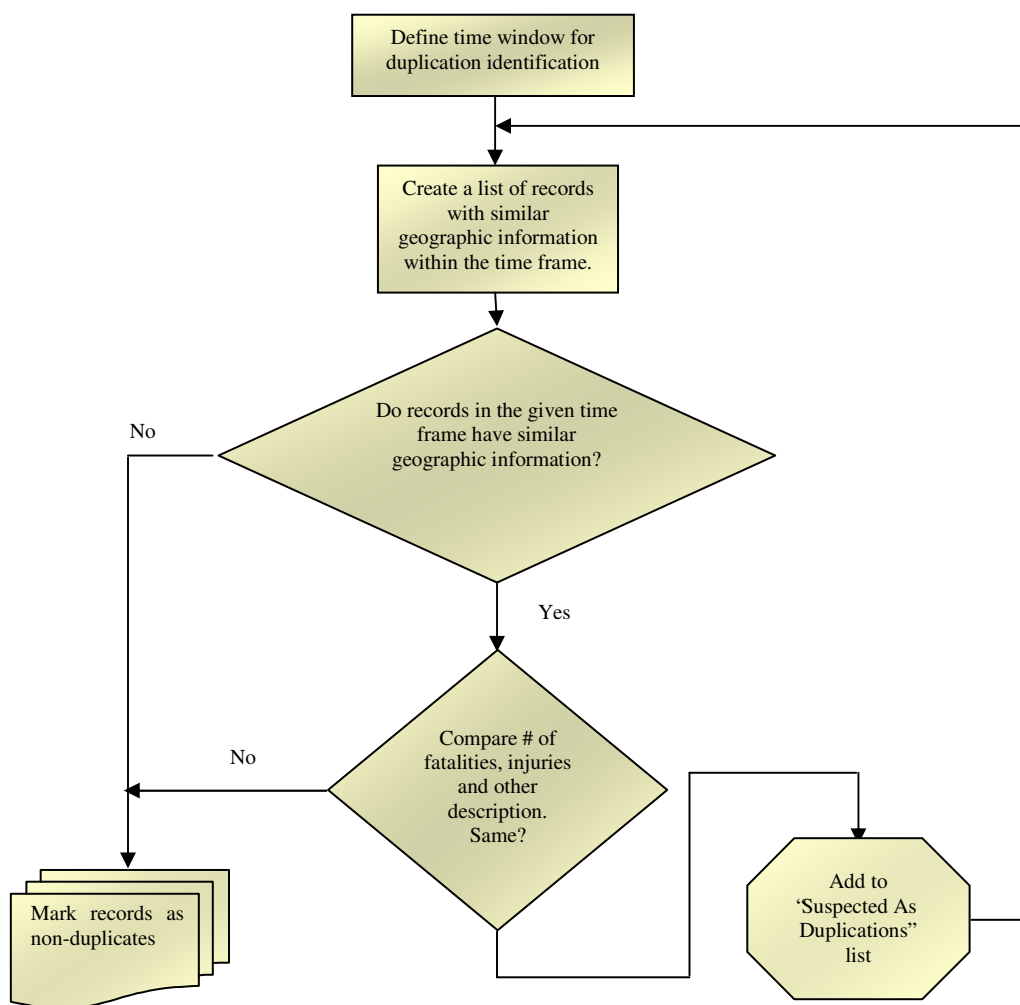 Define time window for
duplication identification
Create a list of records
with similar
geographic information
within the time frame.
Do records in the given time
frame have similar
geographic information?
No
Yes
Compare # of
fatalities, injuries
and other
description.
Same?
No
Mark records as
non-duplicates
Add to
‘Suspected As
Duplications”
list